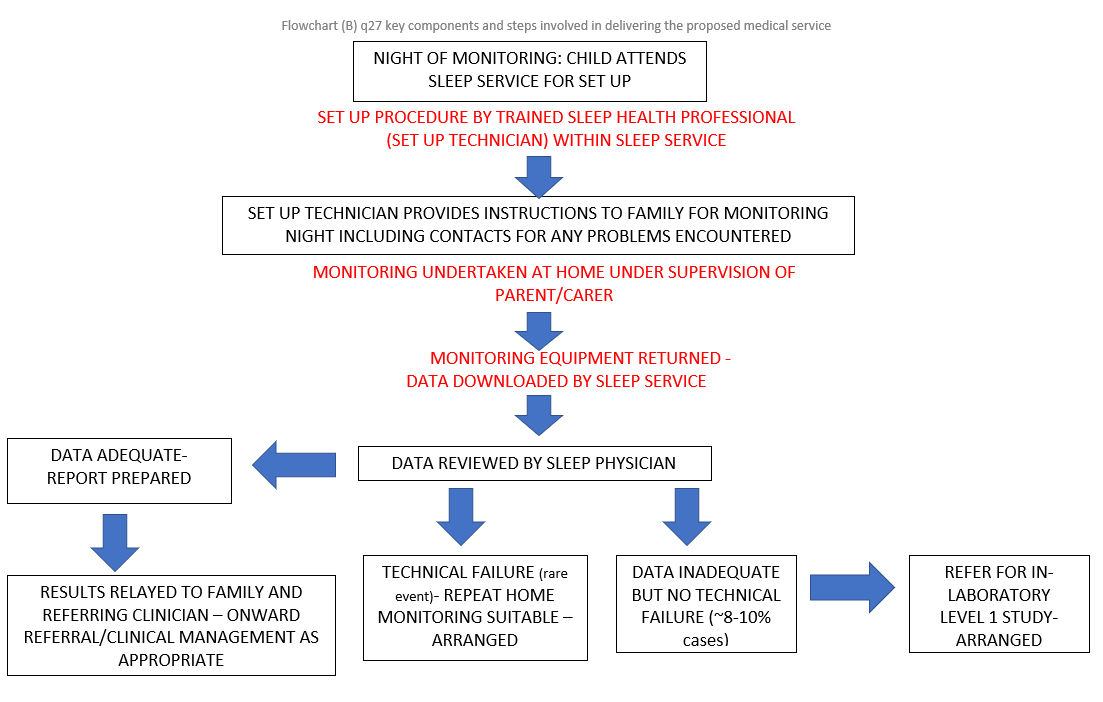 Flowchart (B) q27 key components and steps involved in delivering the proposed medical service
NIGHT OF MONITORING: CHILD ATTENDS
SLEEP SERVICE FOR SET UP
SET UP PROCEDURE BY TRAINED SLEEP HEALTH PROFESSIONAL
(SET UP TECHNICIAN) WITHIN SLEEP SERVICE
SET UP TECHNICIAN PROVIDES INSTRUCTIONS TO FAMILY FOR MONITORING
NIGHT INCLUDING CONTACTS FOR ANY PROBLEMS ENCOUNTERED
MONITORING UNDERTAKEN AT HOME UNDER SUPERVISION OF
PARENT/CARER
MONITORING EQUIPMENT RETURNED -
DATA DOWNLOADED BY SLEEP SERVICE
DATA REVIEWED BY SLEEP PHYSICIAN
DATA ADEQUATE-
REPORT PREPARED
RESULTS RELAYED TO FAMILY AND
REFERRING CLINICIAN – ONWARD
REFERRAL/CLINICAL MANAGEMENT AS
APPROPRIATE
TECHNICAL FAILURE (rare
event)- REPEAT HOME
MONITORING SUITABLE –
ARRANGED
DATA INADEQUATE
BUT NO TECHNICAL
FAILURE (~8-10%
cases)
REFER FOR IN-
LABORATORY
LEVEL 1 STUDY-
ARRANGED